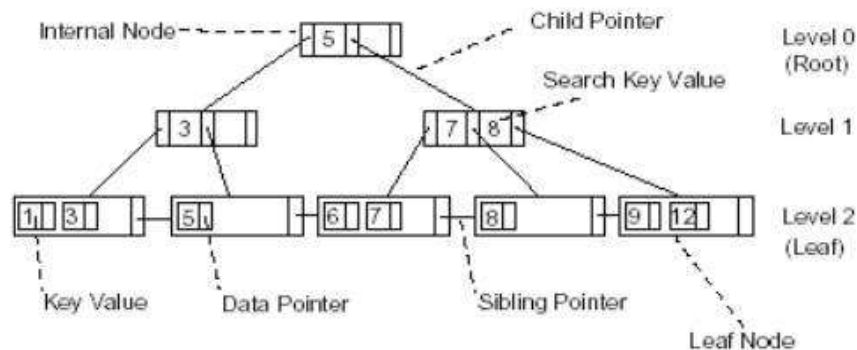 Child Pointer
Internal Node
5
Level 0
(Root)
Search Key Value
3
7 8
Level 1
1 3
5
6 7
8
9 12
Level 2
(Leaf)
Key Value
Data Pointer
Sibling Pointer
Leaf Node